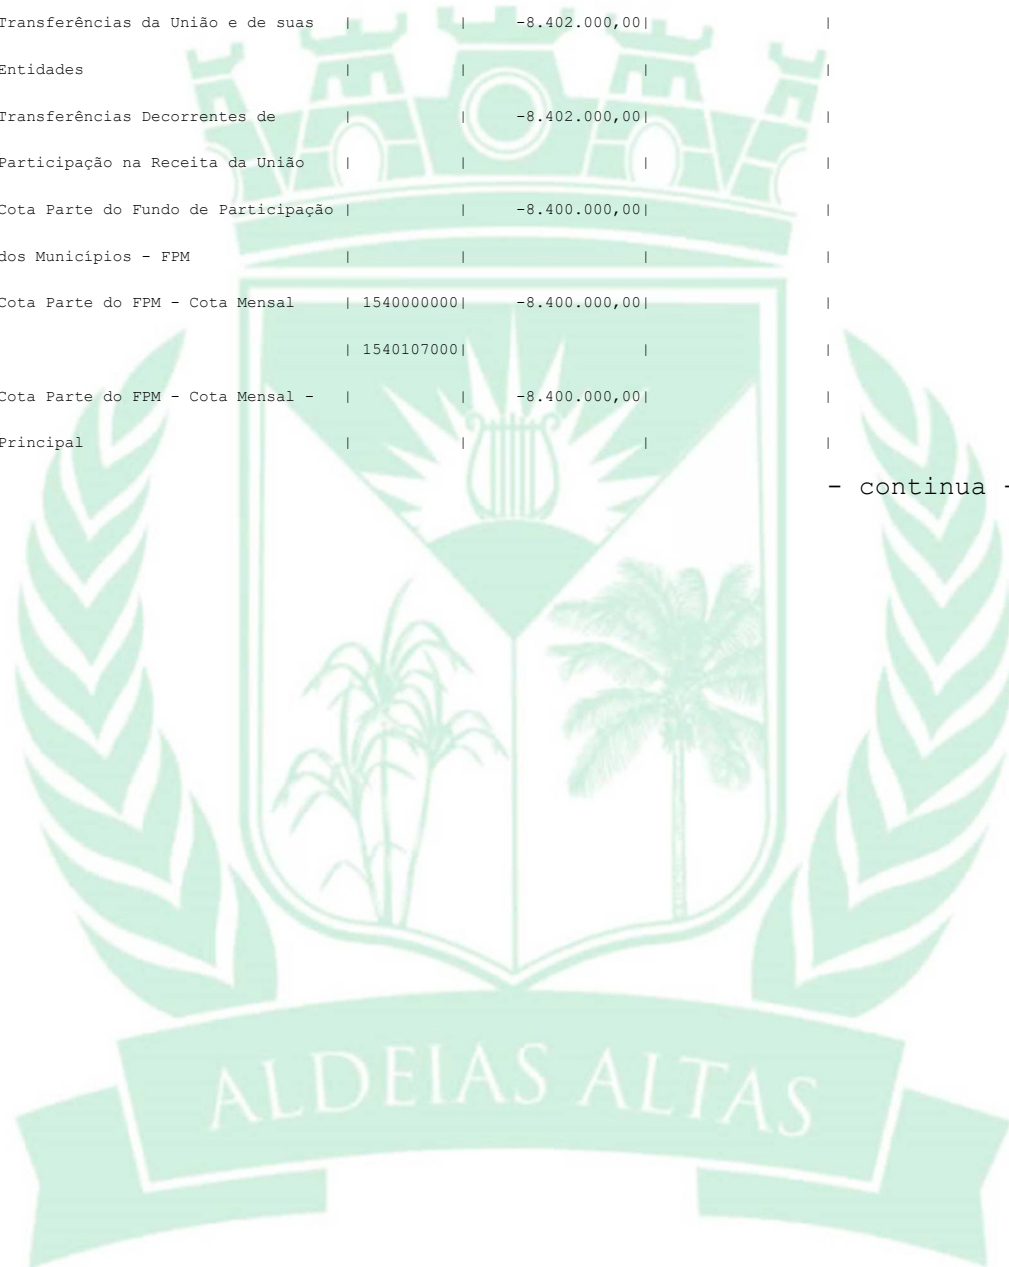 Transferências da União e de suas | | -8.402.000,00| |
Entidades | | | |
Transferências Decorrentes de | | -8.402.000,00| |
Participação na Receita da União | | | |
Cota Parte do Fundo de Participação | | -8.400.000,00| |
dos Municípios - FPM | | | |
Cota Parte do FPM - Cota Mensal | 1540000000| -8.400.000,00| |
| 1540107000| | |
Cota Parte do FPM - Cota Mensal - | | -8.400.000,00| |
Principal | | | |
- continua -
ALDEIAS ALTAS